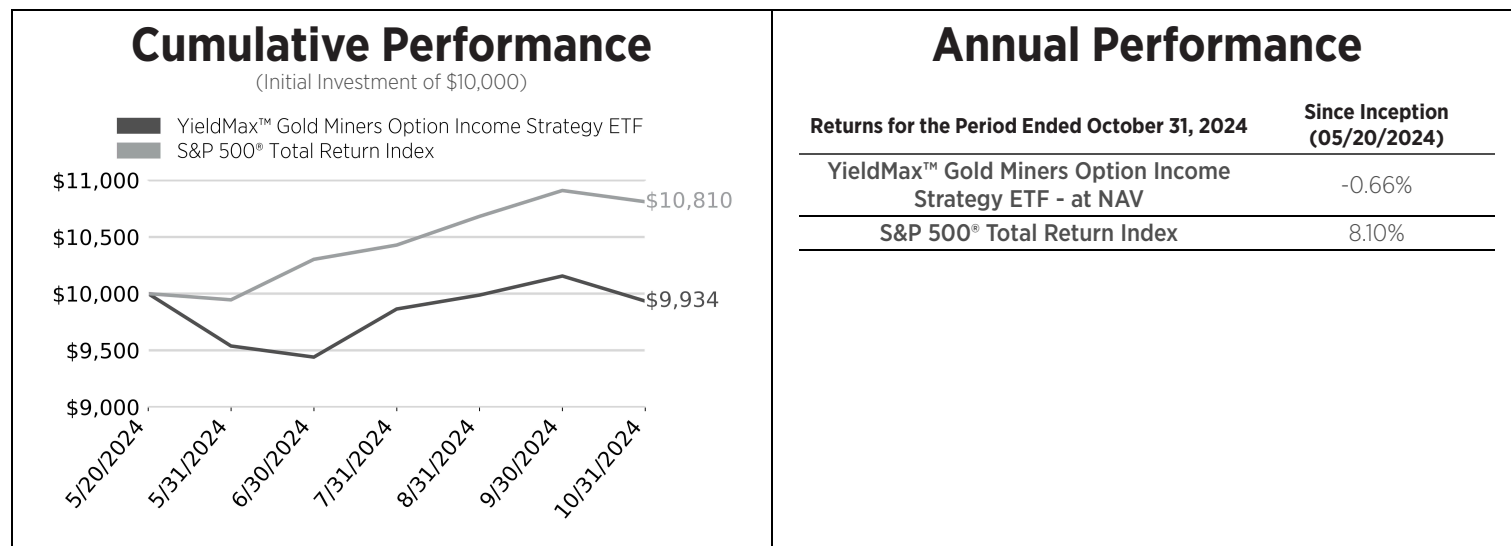 Cumulative Performance
(Initial Investment of $10,000)
YieldMax™ Gold Miners Option Income Strategy ETF
S&P 500® Total Return Index
$11,000
$10,500
$10,000
$9,500
$9,000
$10,810
$9,934
5/20/2024
5/31/2024
6/30/2024
7/31/2024
8/31/2024
9/30/2024
10/31/2024
Annual Performance
Returns for the Period Ended October 31, 2024
Since Inception
(05/20/2024)
YieldMax™ Gold Miners Option Income
Strategy ETF - at NAV
-0.66%
S&P 500® Total Return Index
8.10%